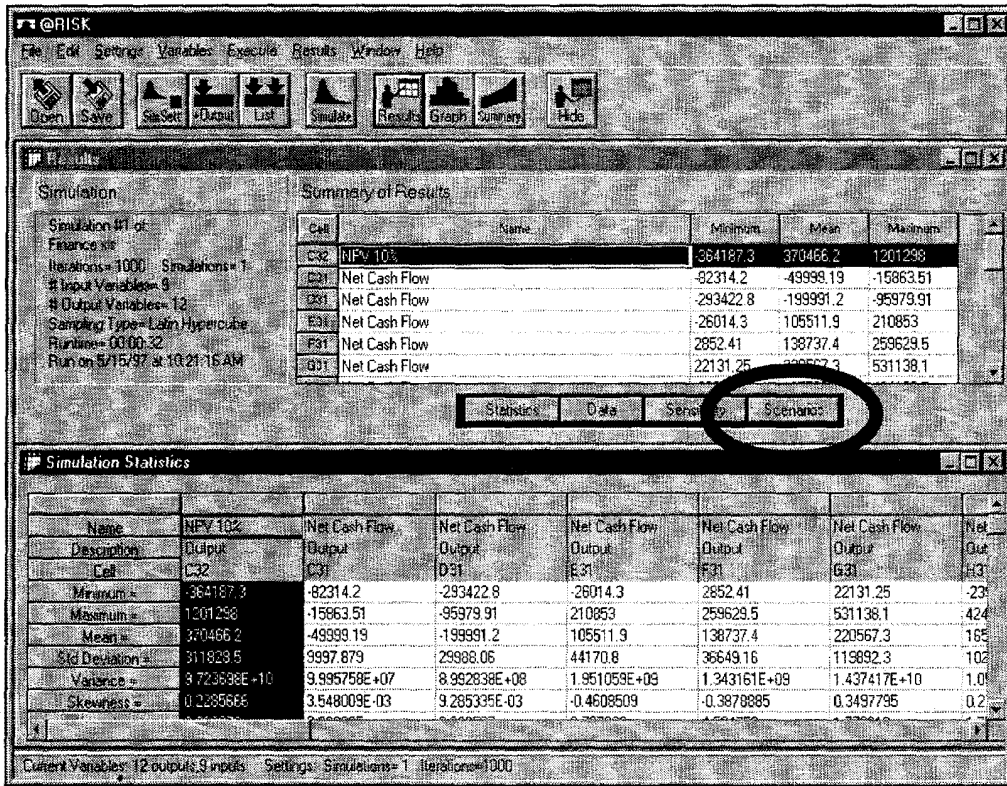 @RISK
File Edit Settings Variables Execute Results Window Help
Open Save SimSett +Output List Simulate Results Graph Summary Hide
Results
Simulation
Summary of Results
Simulation #1 of
Finance.xls
Iterations= 1000 Simulations= 1
# Input Variables= 9
# Output Variables= 12
Sampling Type= Latin Hypercube
Runtime= 00:00:32
Run on 5/15/97 at 10:21:16 AM
Cell Name Minimum Mean Maximum
C32 NPV 10% -364187.3 370466.2 1201298
C31 Net Cash Flow -82314.2 -49999.19 -15863.51
D31 Net Cash Flow -293422.8 -199991.2 -95979.91
E31 Net Cash Flow -26014.3 105511.9 210853
F31 Net Cash Flow 2852.41 138737.4 259629.5
G31 Net Cash Flow 22131.25 531138.1
Statistics Data Scenarios
Simulation Statistics
Name NPV 10% Net Cash Flow Net Cash Flow Net Cash Flow Net Cash Flow Net Cash Flow Net
Description Output Output Output Output Output Output Out
Cell C32 C31 D31 E31 F31 G31 H31
Minimum = -364187.3 -82314.2 -293422.8 -26014.3 2852.41 22131.25 -23
Maximum = 1201298 -15863.51 -95979.91 210853 259629.5 531138.1 424
Mean = 370466.2 -49999.19 -199991.2 105511.9 138737.4 220567.3 165
Std Deviation = 311829.5 9997.879 29988.06 44170.8 36649.16 119892.3 102
Variance = 9.723698E+10 9.995758E+07 8.992838E+08 1.951059E+09 1.343161E+09 1.437417E+10 1.0
Skewness = 0.2285666 3.548009E-03 9.285335E-03 -0.4608509 -0.3878885 0.3497795 0.2
Current Variables: 12 outputs,9 inputs Settings: Simulations= 1 Iterations=1000